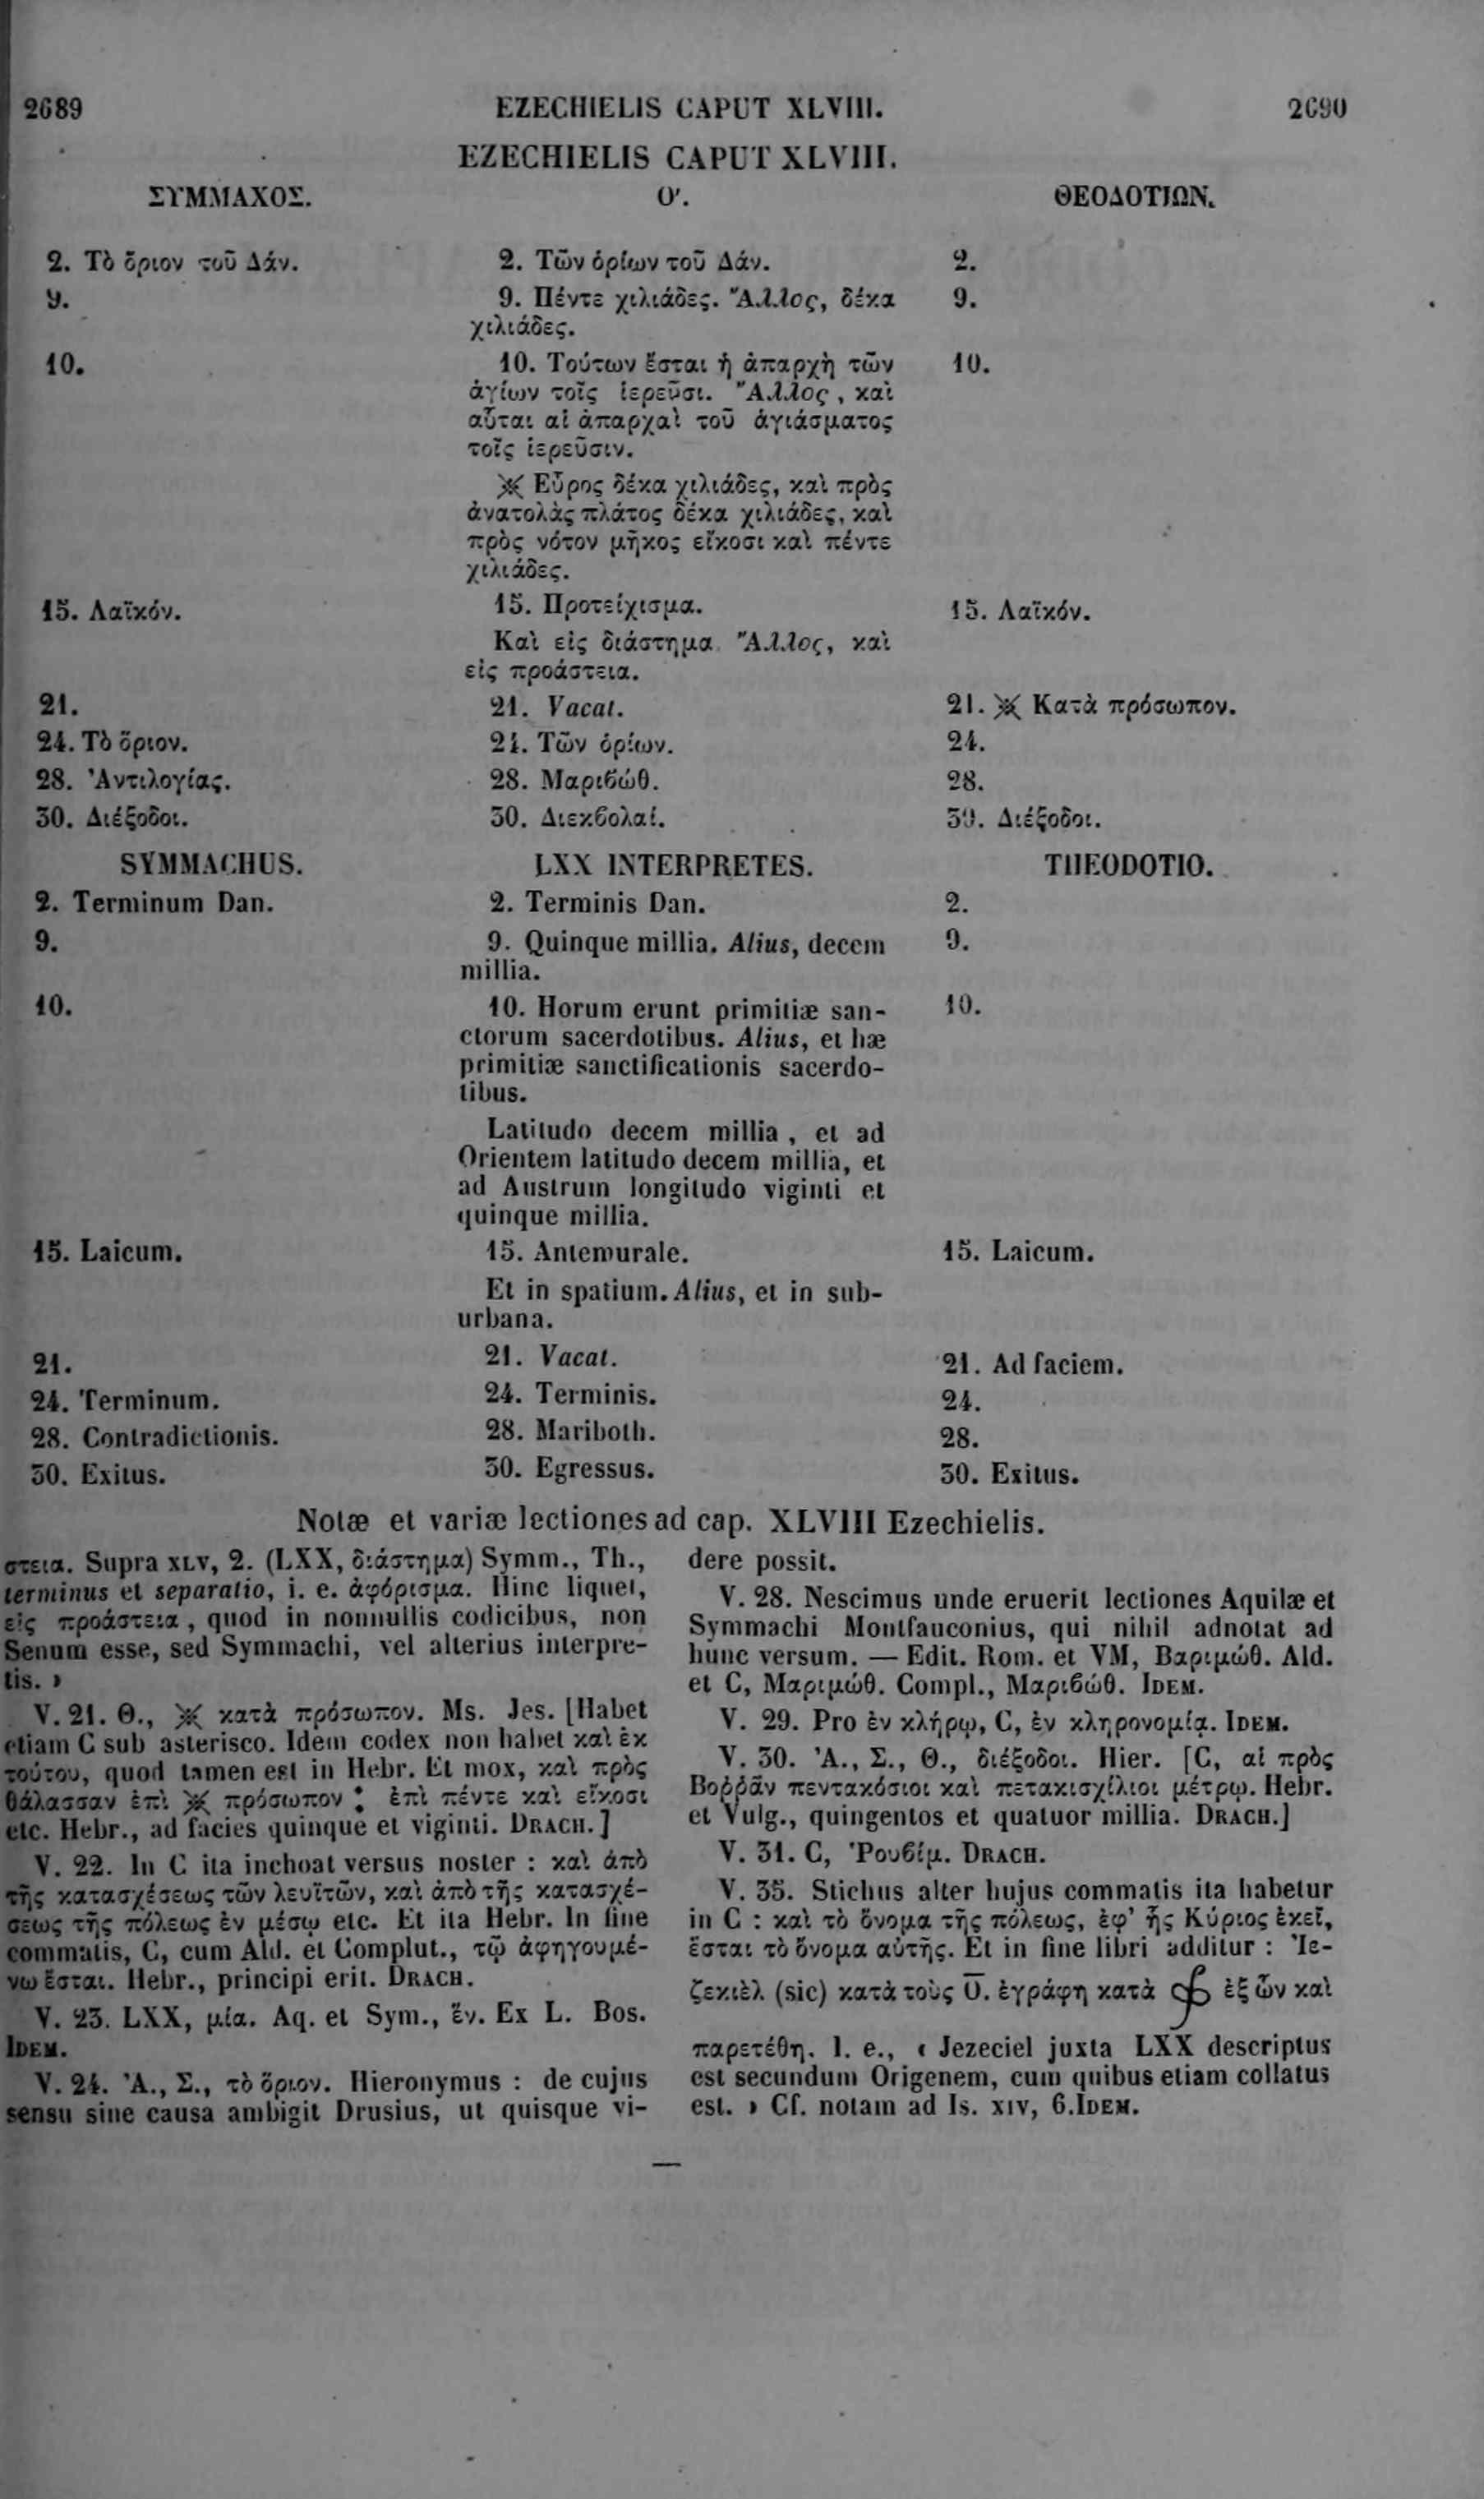 2689
EZECHIELIS CAPUT XLVIII.
2690
EZECHIELIS CAPUT XLVIII.
ΣΥΜΜΑΧΟΣ.
2. Τὸ ὅριον τοῦ Δάν.
9.
10.
15. Λαϊκόν.
21.
24. Τὸ ὅριον.
28. Ἀντιλογίας.
30. Διέξοδοι.
Ο'.
2. Τῶν ὁρίων τοῦ Δάν.
9. Πέντε χιλιάδες. Ἄλλος, δέκα
χιλιάδες.
10. Τούτων ἔσται ἡ ἀπαρχὴ τῶν
ἁγίων τοῖς ἱερεῦσι. Ἄλλος, καὶ
αὗται αἱ ἀπαρχαὶ τοῦ ἁγιάσματος
τοῖς ἱερεῦσιν.
※ Εὖρος δέκα χιλιάδες, καὶ πρὸς
ἀνατολὰς πλάτος δέκα χιλιάδες, καὶ
πρὸς νότον μῆκος εἴκοσι καὶ πέντε
χιλιάδες.
15. Προτείχισμα.
Καὶ εἰς διάστημα Ἄλλος, καὶ
εἰς προάστεια.
21. Vacat.
24. Τῶν ὁρίων.
28. Μαριϐώθ.
30. Διεκϐολαί.
ΘΕΟΔΟΤΙΩΝ.
2.
9.
10.
15. Λαϊκόν.
21. ※ Κατὰ πρόσωπον.
24.
28.
30. Διέξοδοι.
SYMMACHUS.
2. Terminum Dan.
9.
10.
15. Laicum.
21.
24. Terminum.
28. Contradictionis.
30. Exitus.
LXX INTERPRETES.
2. Terminis Dan.
9. Quinque millia. Alius, decem
millia.
10. Horum erunt primitiæ san-
ctorum sacerdotibus. Alius, et hæ
primitiæ sanctificationis sacerdo-
tibus.
Latitudo decem millia, et ad
Orientem latitudo decem millia, et
ad Austrum longitudo viginti et
quinque millia.
15. Antemurale.
Et in spatium. Alius, et in sub-
urbana.
21. Vacat.
24. Terminis.
28. Mariboth.
30. Egressus.
THEODOTIO.
2.
9.
10.
15. Laicum.
21. Ad faciem.
24.
28.
30. Exitus.
Notæ et variæ lectiones ad cap. XLVIII Ezechielis.
στεια. Supra XLV, 2. (LXX, διάστημα) Symm., Th.,
terminus et separatio, i. e. ἀφόρισμα. Hinc liquet,
εἰς προάστεια, quod in nonnullis codicibus, non
Senum esse, sed Symmachi, vel alterius interpre-
tis. »
V. 21. Θ., ※ κατὰ πρόσωπον. Ms. Jes. [Habet
etiam C sub asterisco. Idem codex non habet καὶ ἐκ
τούτου, quod tamen est in Hebr. Et mox, καὶ πρὸς
θάλασσαν ἐπὶ ※ πρόσωπον : ἐπὶ πέντε καὶ εἴκοσι
etc. Hebr., ad facies quinque et viginti. DRACH.]
V. 22. In C ita inchoat versus noster : καὶ ἀπὸ
τῆς κατασχέσεως τῶν λευϊτῶν, καὶ ἀπὸ τῆς κατασχέ-
σεως τῆς πόλεως ἐν μέσῳ etc. Et ita Hebr. In fine
commatis, C, cum Ald. et Complut., τῷ ἀφηγουμέ-
νω ἔσται. Hebr., principi erit. DRACH.
V. 23. LXX, μία. Aq. et Sym., ἕν. Ex L. Bos.
IDEM.
V. 24. Ἀ., Σ., τὸ ὅριον. Hieronymus : de cujus
sensu sine causa ambigit Drusius, ut quisque vi-
dere possit.
V. 28. Nescimus unde eruerit lectiones Aquilæ et
Symmachi Montfauconius, qui nihil adnotat ad
hunc versum. — Edit. Rom. et VM, Βαριμώθ. Ald.
et C, Μαριμώθ. Compl., Μαριϐώθ. IDEM.
V. 29. Pro ἐν κλήρῳ, C, ἐν κληρονομίᾳ. IDEM.
V. 30. Ἀ., Σ., Θ., διέξοδοι. Hier. [C, αἱ πρὸς
Βοῤῥᾶν πεντακόσιοι καὶ πετακισχίλιοι μέτρῳ. Hebr.
et Vulg., quingentos et quatuor millia. DRACH.]
V. 31. C, Ῥουϐίμ. DRACH.
V. 35. Stichus alter hujus commatis ita habetur
in C : καὶ τὸ ὄνομα τῆς πόλεως, ἐφ' ἧς Κύριος ἐκεῖ,
ἔσται τὸ ὄνομα αὐτῆς. Et in fine libri additur : Ἰε-
ζεκιὲλ (sic) κατὰ τοὺς Ο. ἐγράφη κατὰ ἐξ ὧν καὶ
παρετέθη. I. e., « Jezeciel juxta LXX descriptus
est secundum Origenem, cum quibus etiam collatus
est. » Cf. notam ad Is. XIV, 6. IDEM.